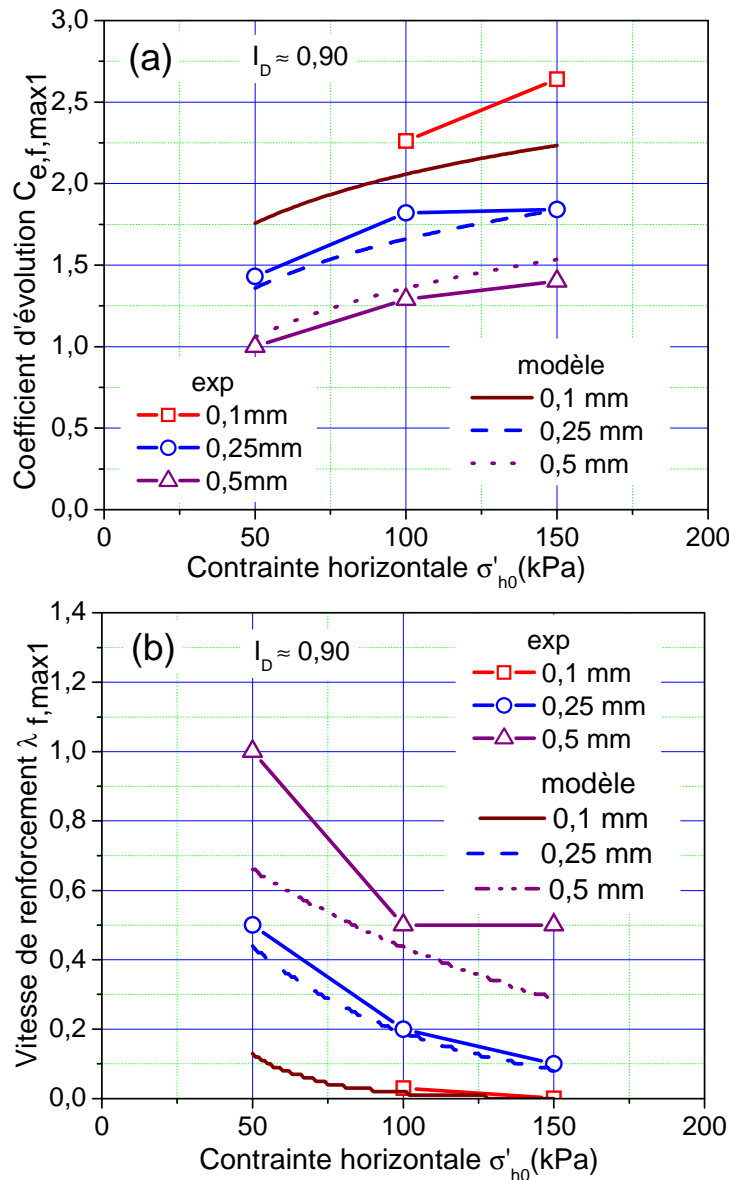 (a) I_D ≈ 0,90
Coefficient d'évolution C_e,f,max1
3,0
2,5
2,0
1,5
1,0
0,5
0,0
exp
0,1mm
0,25mm
0,5mm
modèle
0,1 mm
0,25 mm
0,5 mm
0 50 100 150 200
Contrainte horizontale σ'_h0(kPa)
(b) I_D ≈ 0,90
Vitesse de renforcement λ_f,max1
1,4
1,2
1,0
0,8
0,6
0,4
0,2
0,0
exp
0,1 mm
0,25 mm
0,5 mm
modèle
0,1 mm
0,25 mm
0,5 mm
0 50 100 150 200
Contrainte horizontale σ'_h0(kPa)